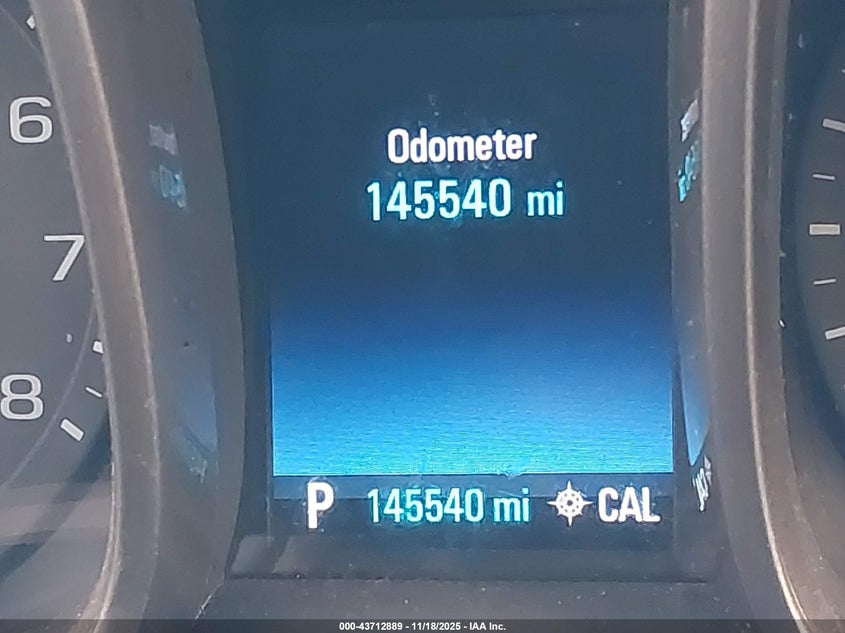 6
7
8
Odometer
145540 mi
P 145540 mi CAL
000-43712889 - 11/18/2025 - IAA Inc.